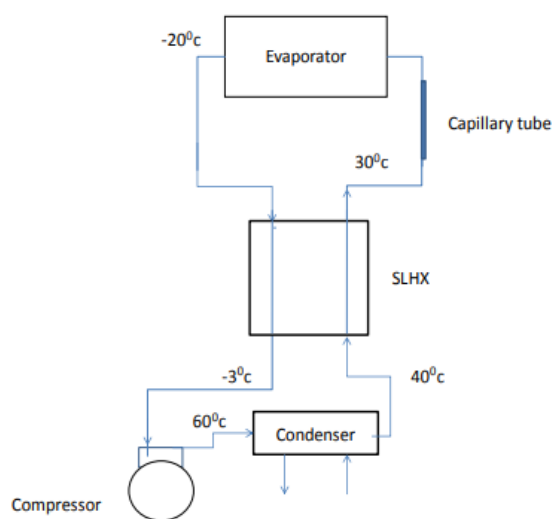 -20⁰c
Evaporator
Capillary tube
30⁰c
SLHX
-3⁰c
40⁰c
60⁰c
Condenser
Compressor